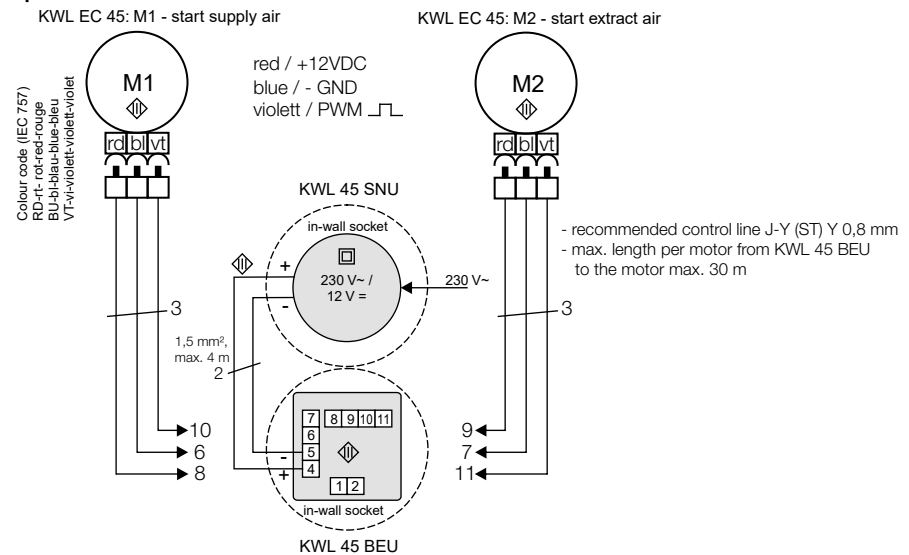 KWL EC 45: M1 - start supply air
KWL EC 45: M2 - start extract air
M1
rd bl vt
Colour code (IEC 757)
RD-rt- rot-red-rouge
BU-bl-blau-blue-bleu
VT-vi-violett-violet
red / +12VDC
blue / - GND
violett / PWM
M2
rd bl vt
- recommended control line J-Y (ST) Y 0,8 mm
- max. length per motor from KWL 45 BEU
to the motor max. 30 m
KWL 45 SNU
in-wall socket
+
230 V~ /
12 V =
-
230 V~
3
3
1,5 mm²,
max. 4 m
2
10
6
8
7 8 9 10 11
6
5
4
-
+
1 2
in-wall socket
KWL 45 BEU
9
7
11